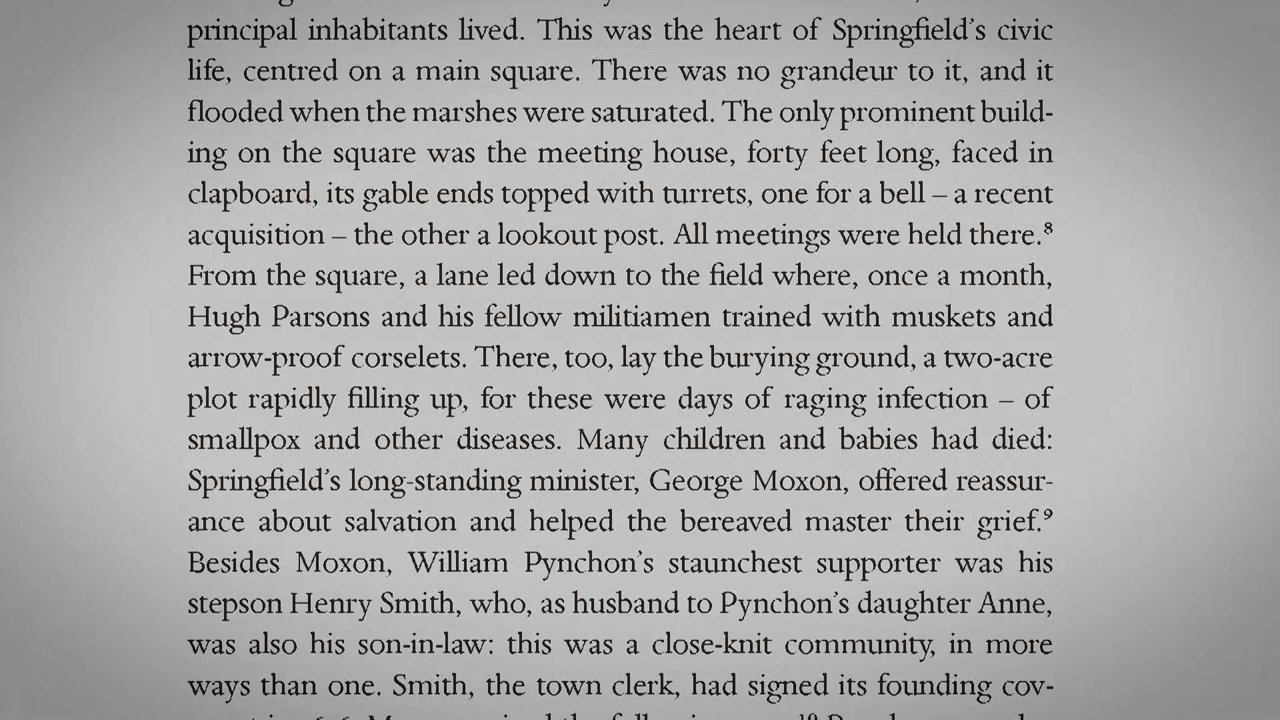 principal inhabitants lived. This was the heart of Springfield's civic
life, centred on a main square. There was no grandeur to it, and it
flooded when the marshes were saturated. The only prominent build-
ing on the square was the meeting house, forty feet long, faced in
clapboard, its gable ends topped with turrets, one for a bell – a recent
acquisition – the other a lookout post. All meetings were held there.⁸
From the square, a lane led down to the field where, once a month,
Hugh Parsons and his fellow militiamen trained with muskets and
arrow-proof corselets. There, too, lay the burying ground, a two-acre
plot rapidly filling up, for these were days of raging infection – of
smallpox and other diseases. Many children and babies had died:
Springfield's long-standing minister, George Moxon, offered reassur-
ance about salvation and helped the bereaved master their grief.⁹
Besides Moxon, William Pynchon's staunchest supporter was his
stepson Henry Smith, who, as husband to Pynchon's daughter Anne,
was also his son-in-law: this was a close-knit community, in more
ways than one. Smith, the town clerk, had signed its founding cov-